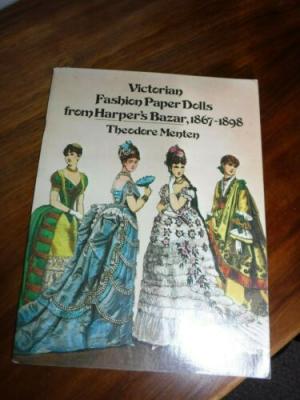 Victorian
Fashion Paper Dolls
from Harper's Bazar, 1867-1898
Theodore Menten